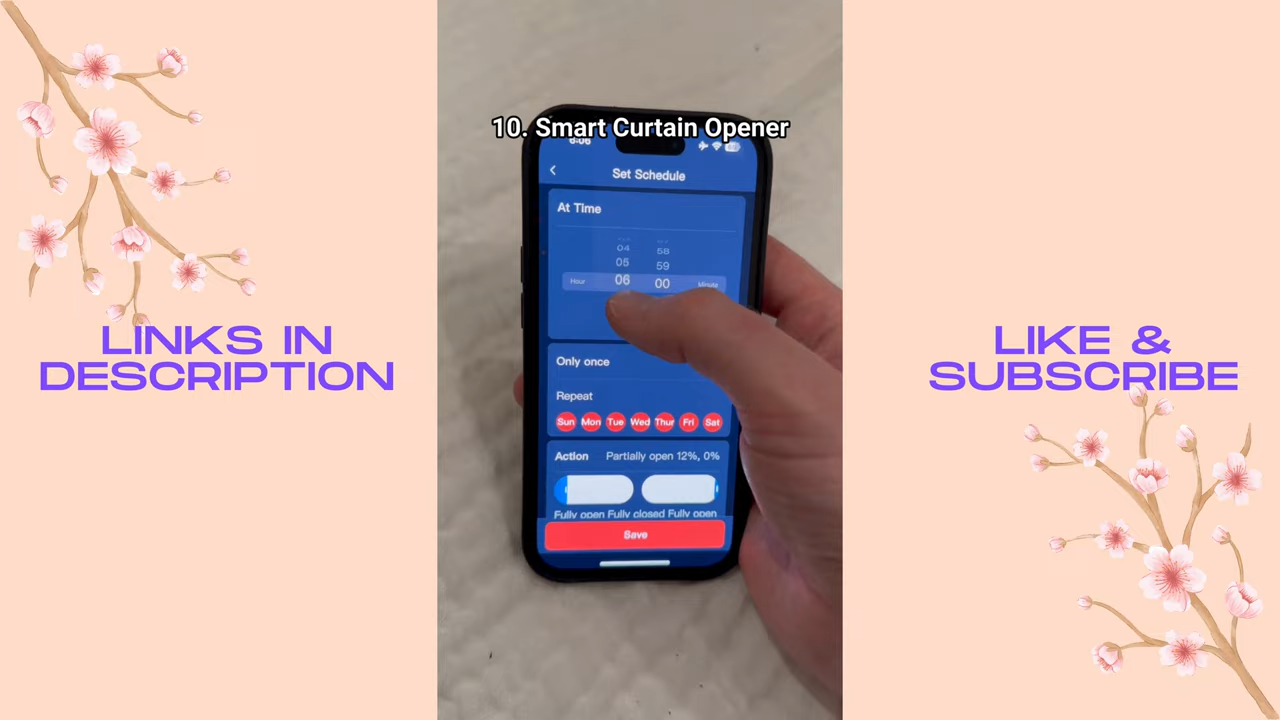 10. Smart Curtain Opener
6:06
Set Schedule
At Time
04 58
05 59
Hour 06 00 Minute
Only once
Repeat
Sun Mon Tue Wed Thur Fri Sat
Action Partially open 12%, 0%
Fully open Fully closed Fully open
Save
LINKS IN
DESCRIPTION
LIKE &
SUBSCRIBE